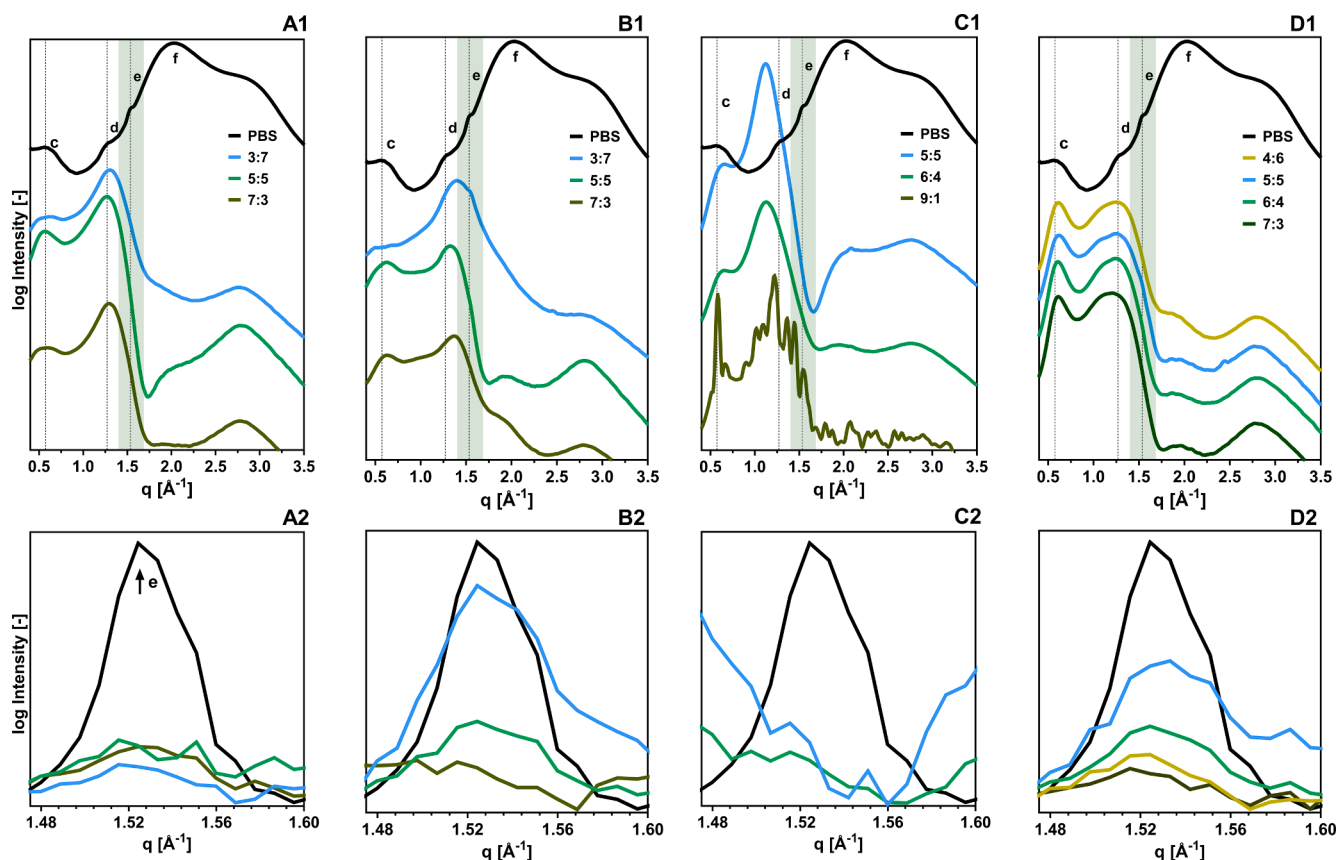 A1
B1
C1
D1
f
f
f
f
e
e
e
e
c
d
c
d
c
d
c
d
PBS
3:7
5:5
7:3
PBS
3:7
5:5
7:3
PBS
5:5
6:4
9:1
PBS
4:6
5:5
6:4
7:3
log Intensity [-]
0.5 1.0 1.5 2.0 2.5 3.0 3.5
0.5 1.0 1.5 2.0 2.5 3.0 3.5
0.5 1.0 1.5 2.0 2.5 3.0 3.5
0.5 1.0 1.5 2.0 2.5 3.0 3.5
q [Å-1]
q [Å-1]
q [Å-1]
q [Å-1]
A2
B2
C2
D2
e
log Intensity [-]
1.48 1.52 1.56 1.60
1.48 1.52 1.56 1.60
1.48 1.52 1.56 1.60
1.48 1.52 1.56 1.60
q [Å-1]
q [Å-1]
q [Å-1]
q [Å-1]